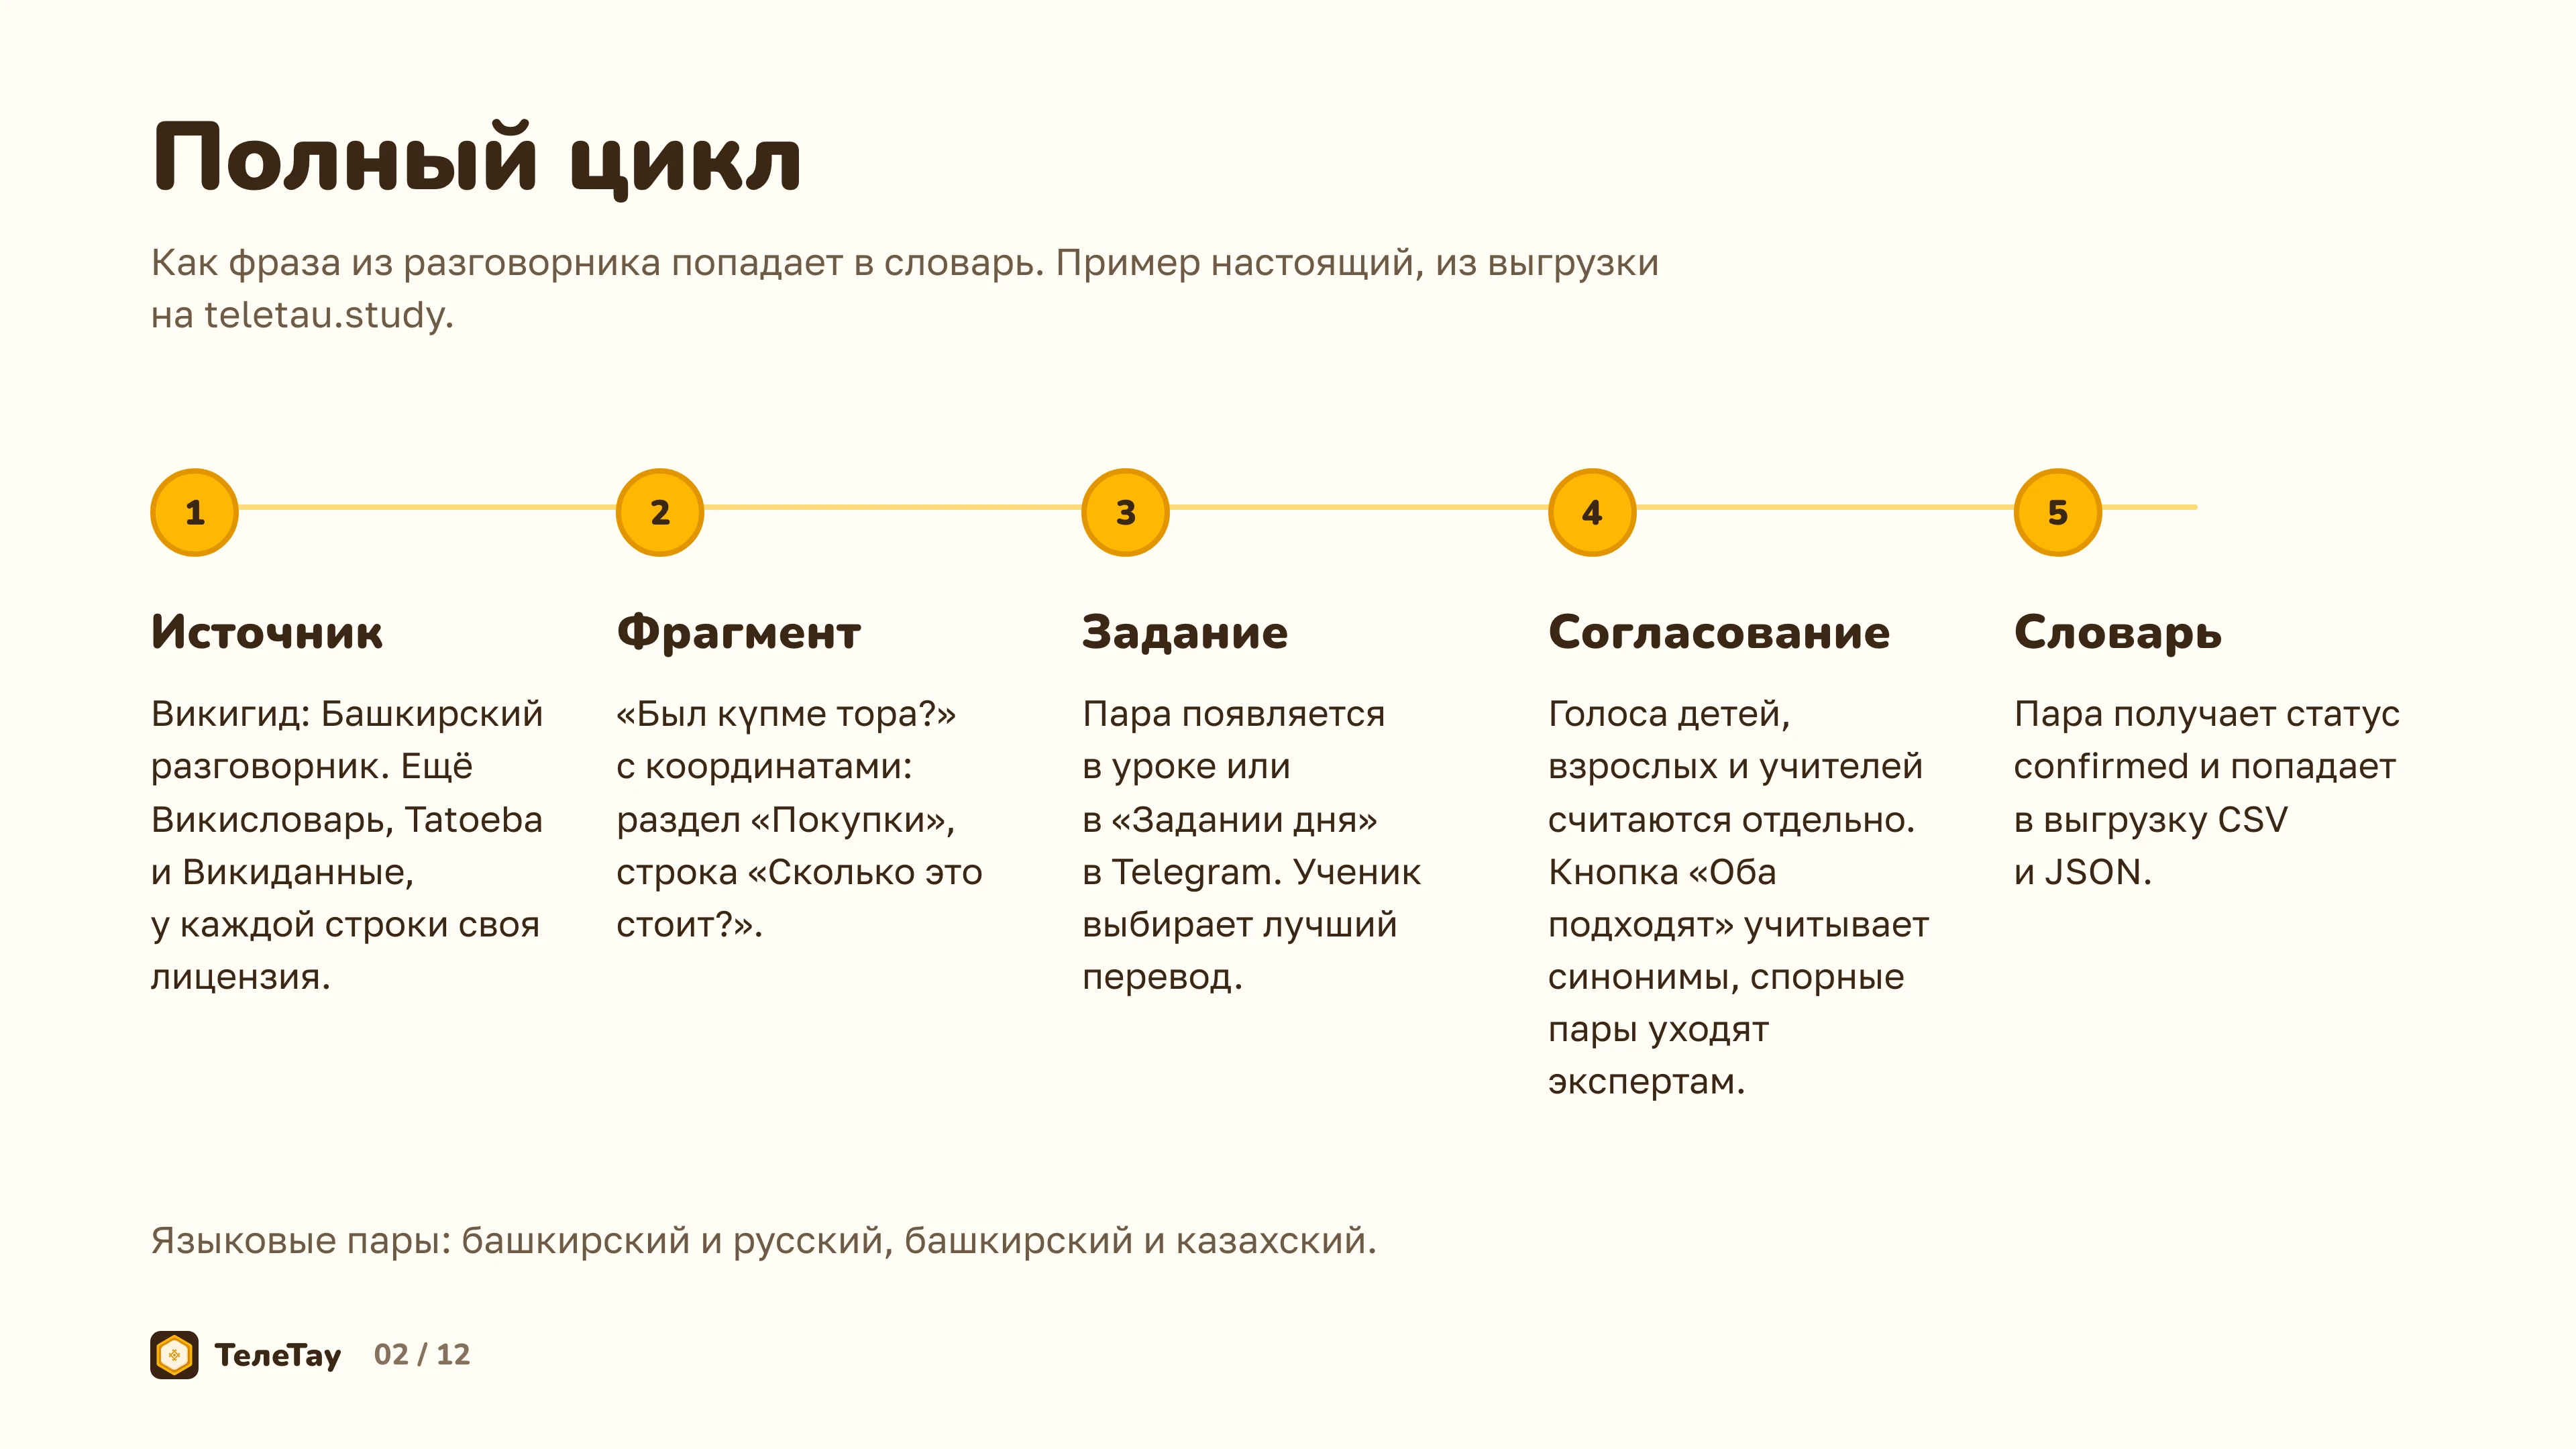 Полный цикл
Как фраза из разговорника попадает в словарь. Пример настоящий, из выгрузки
на teletau.study.
1
Источник
Викигид: Башкирский
разговорник. Ещё
Викисловарь, Tatoeba
и Викиданные,
у каждой строки своя
лицензия.
2
Фрагмент
«Был күпме тора?»
с координатами:
раздел «Покупки»,
строка «Сколько это
стоит?».
3
Задание
Пара появляется
в уроке или
в «Задании дня»
в Telegram. Ученик
выбирает лучший
перевод.
4
Согласование
Голоса детей,
взрослых и учителей
считаются отдельно.
Кнопка «Оба
подходят» учитывает
синонимы, спорные
пары уходят
экспертам.
5
Словарь
Пара получает статус
confirmed и попадает
в выгрузку CSV
и JSON.
Языковые пары: башкирский и русский, башкирский и казахский.
ТелеТау 02 / 12